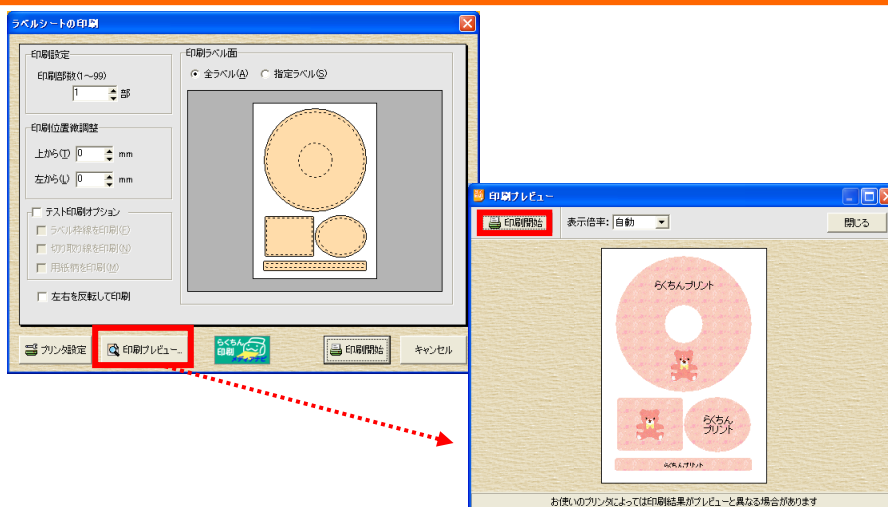 ラベルシートの印刷
印刷設定
印刷部数(1～99)
1 部
印刷位置微調整
上から(T) 0 mm
左から(L) 0 mm
テスト印刷オプション
ラベル枠線を印刷(F)
切り取り線を印刷(N)
用紙柄を印刷(M)
左右を反転して印刷
印刷ラベル面
全ラベル(A) 指定ラベル(S)
プリンタ設定
印刷プレビュー...
らくちん
印刷
メディアナビ
印刷開始
キャンセル
印刷プレビュー
印刷開始
表示倍率: 自動
閉じる
らくちんプリント
らくちん
プリント
らくちんプリント
お使いのプリンタによっては印刷結果がプレビューと異なる場合があります